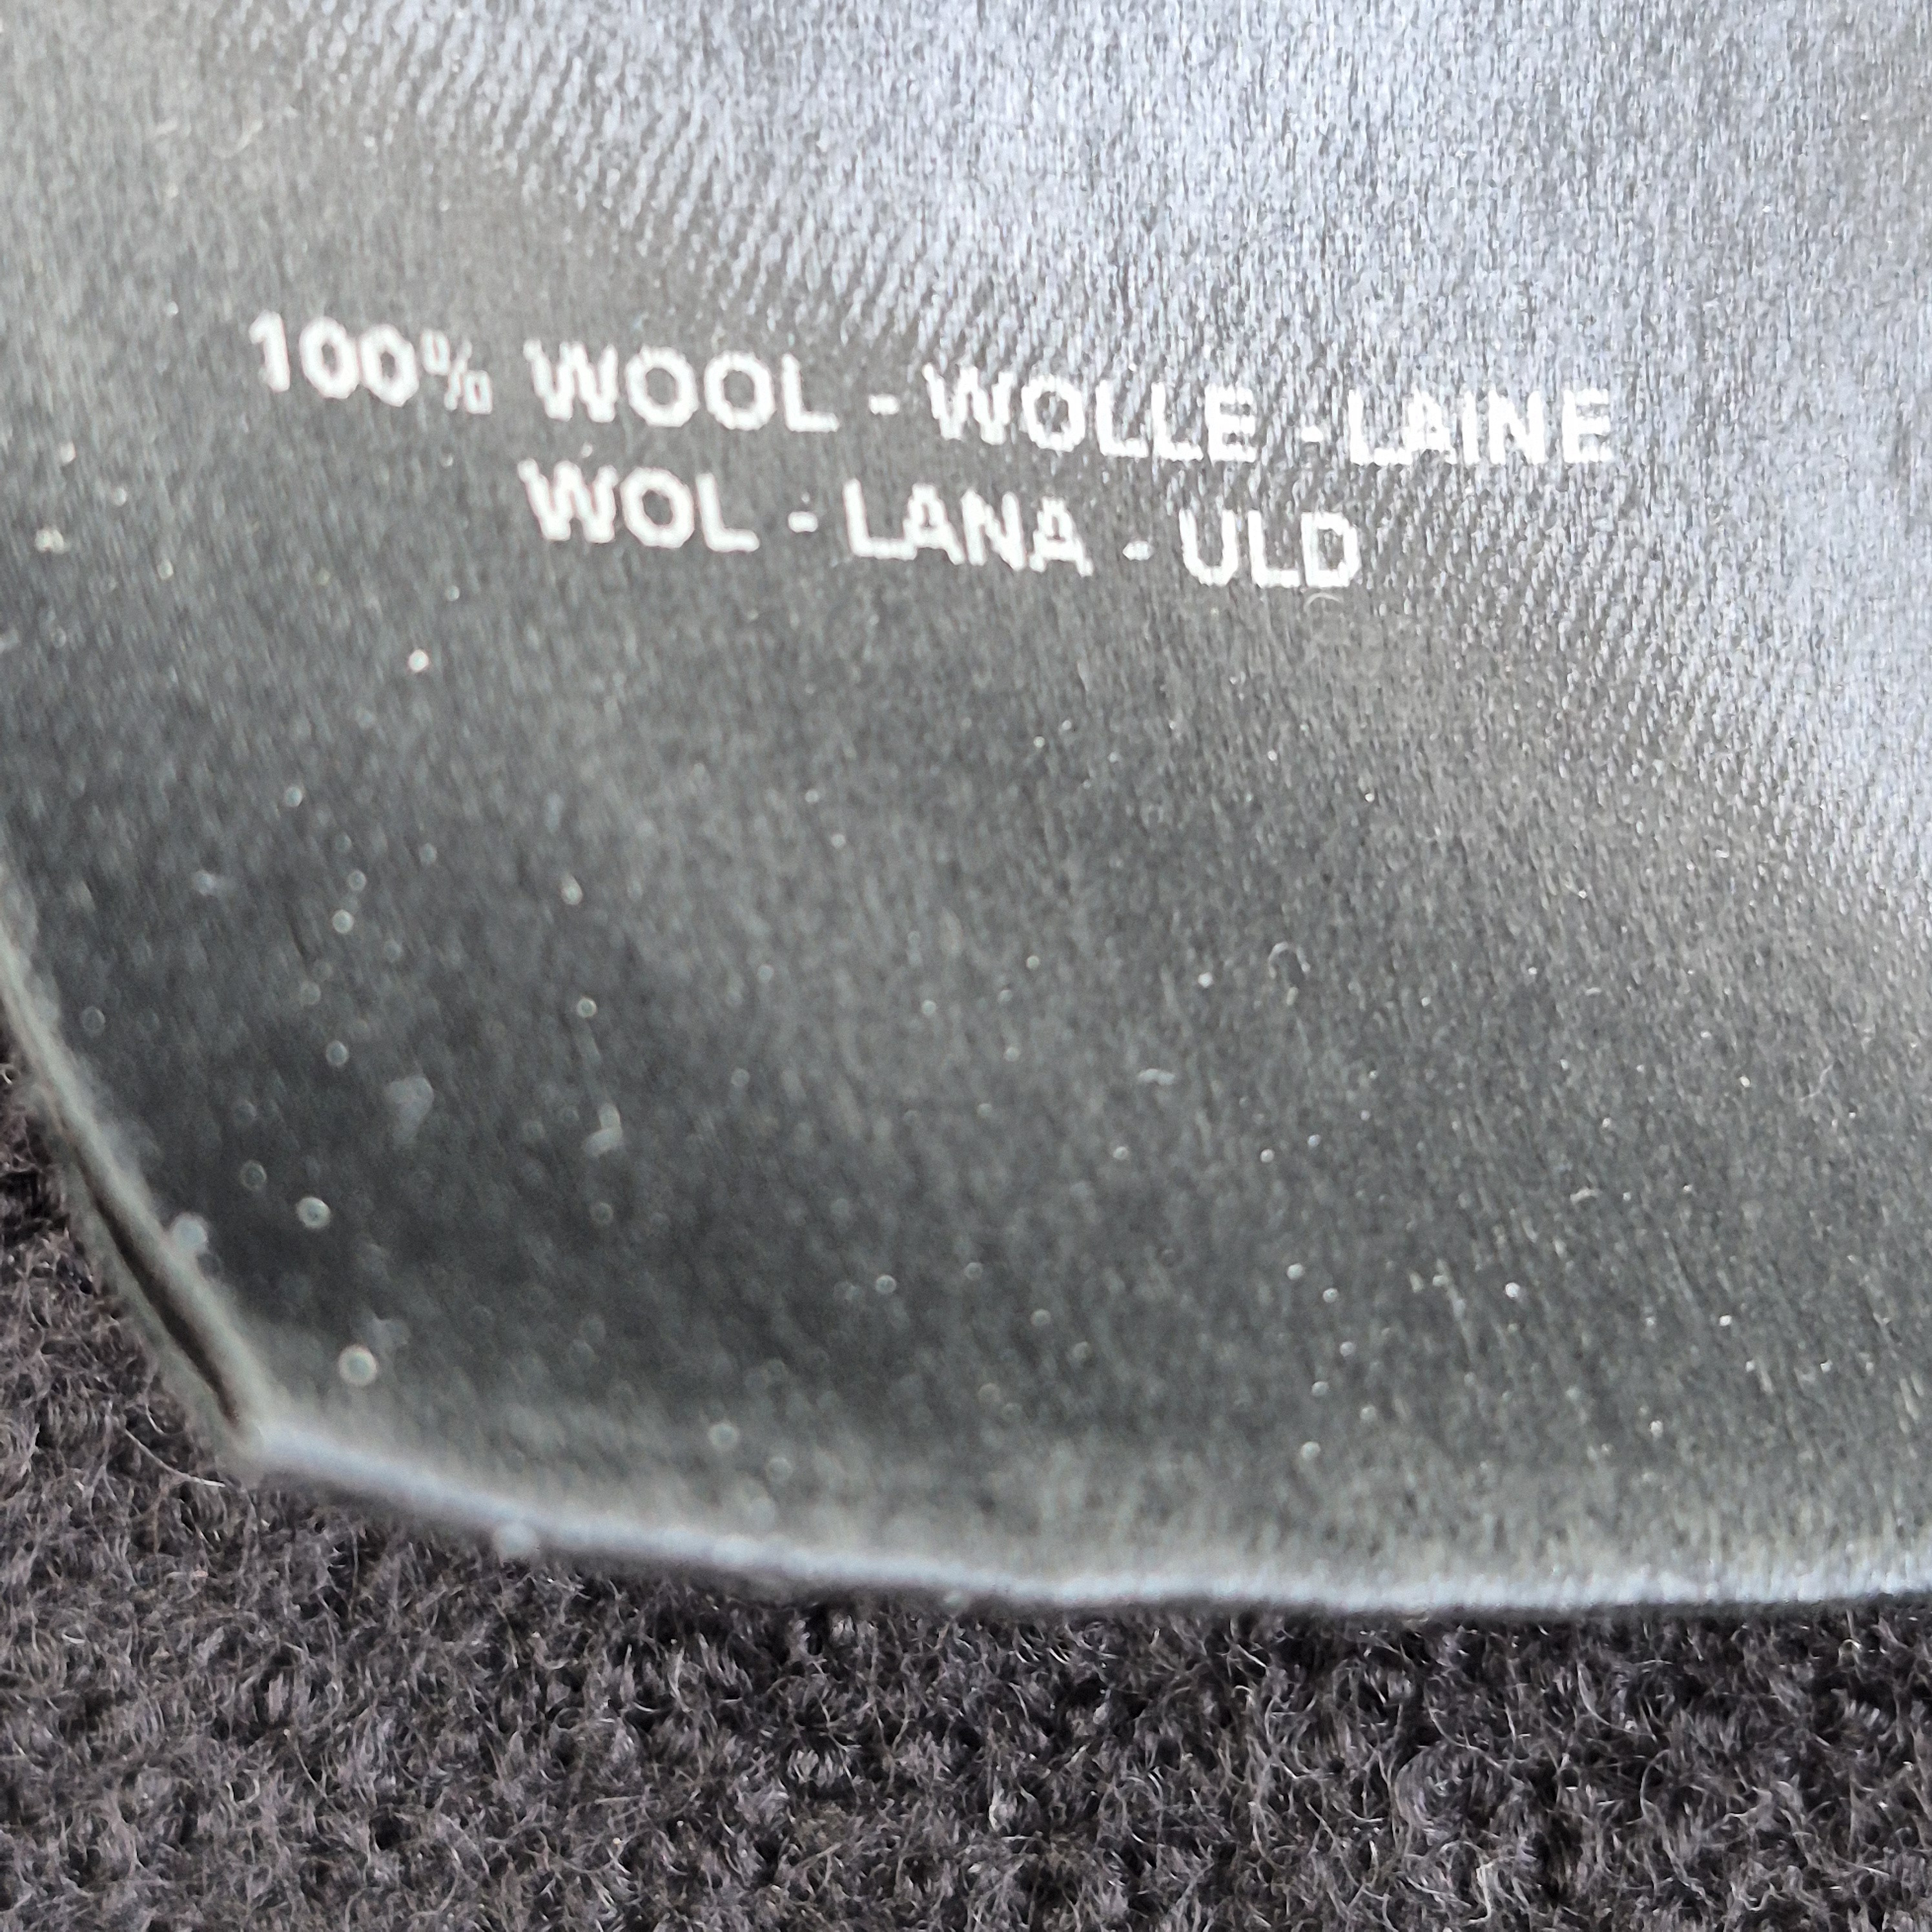 100% WOOL - WOLLE - LAINE
WOL - LANA - ULD